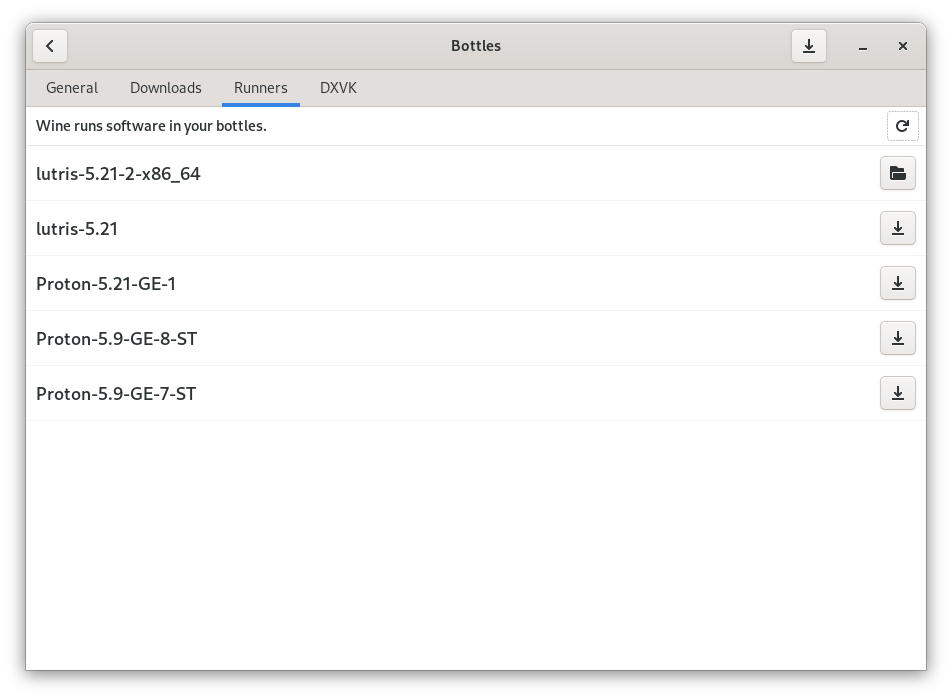 Bottles
General Downloads Runners DXVK
Wine runs software in your bottles.
lutris-5.21-2-x86_64
lutris-5.21
Proton-5.21-GE-1
Proton-5.9-GE-8-ST
Proton-5.9-GE-7-ST